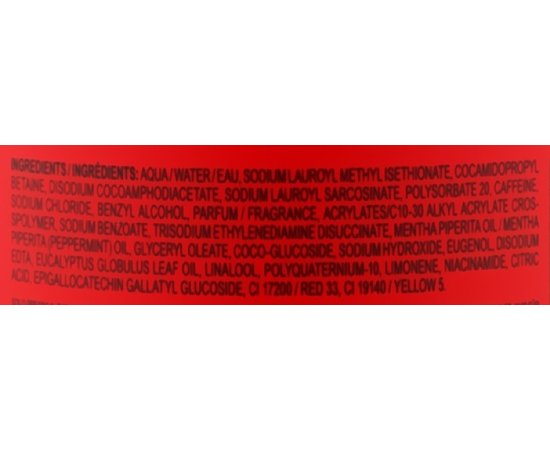 INGREDIENTS / INGRÉDIENTS: AQUA / WATER / EAU, SODIUM LAUROYL METHYL ISETHIONATE, COCAMIDOPROPYL
BETAINE, DISODIUM COCOAMPHODIACETATE, SODIUM LAUROYL SARCOSINATE, POLYSORBATE 20, CAFFEINE,
SODIUM CHLORIDE, BENZYL ALCOHOL, PARFUM / FRAGRANCE, ACRYLATES/C10-30 ALKYL ACRYLATE CROS-
SPOLYMER, SODIUM BENZOATE, TRISODIUM ETHYLENEDIAMINE DISUCCINATE, MENTHA PIPERITA OIL / MENTHA
PIPERITA (PEPPERMINT) OIL, GLYCERYL OLEATE, COCO-GLUCOSIDE, SODIUM HYDROXIDE, EUGENOL, DISODIUM
EDTA, EUCALYPTUS GLOBULUS LEAF OIL, LINALOOL, POLYQUATERNIUM-10, LIMONENE, NIACINAMIDE, CITRIC
ACID, EPIGALLOCATECHIN GALLATYL GLUCOSIDE, CI 17200 / RED 33, CI 19140 / YELLOW 5.